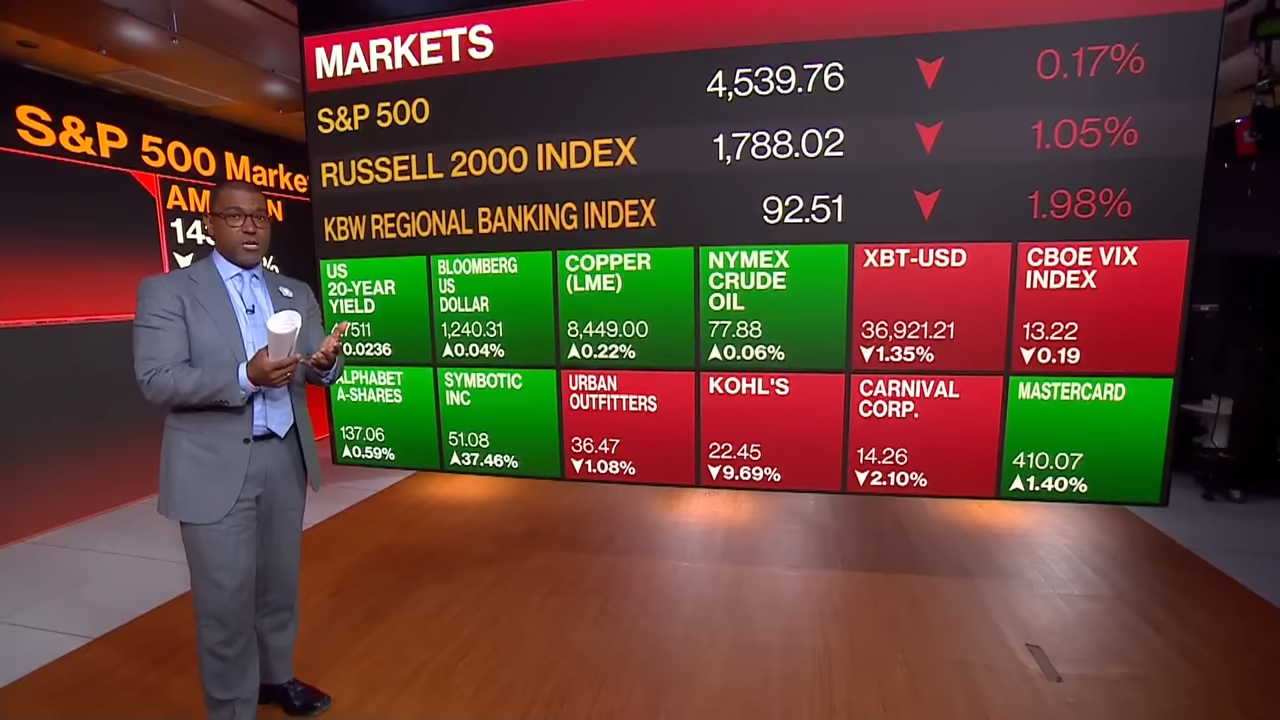 S&P 500 Marke
MARKETS
S&P 500 4,539.76 ▼ 0.17%
RUSSELL 2000 INDEX 1,788.02 ▼ 1.05%
KBW REGIONAL BANKING INDEX 92.51 ▼ 1.98%
US
20-YEAR
YIELD
0.0236
BLOOMBERG
US
DOLLAR
1,240.31
▲0.04%
COPPER
(LME)
8,449.00
▲0.22%
NYMEX
CRUDE
OIL
77.88
▲0.06%
XBT-USD
36,921.21
▼1.35%
CBOE VIX
INDEX
13.22
▼0.19
ALPHABET
A-SHARES
137.06
▲0.59%
SYMBOTIC
INC
51.08
▲37.46%
URBAN
OUTFITTERS
36.47
▼1.08%
KOHL'S
22.45
▼9.69%
CARNIVAL
CORP.
14.26
▼2.10%
MASTERCARD
410.07
▲1.40%